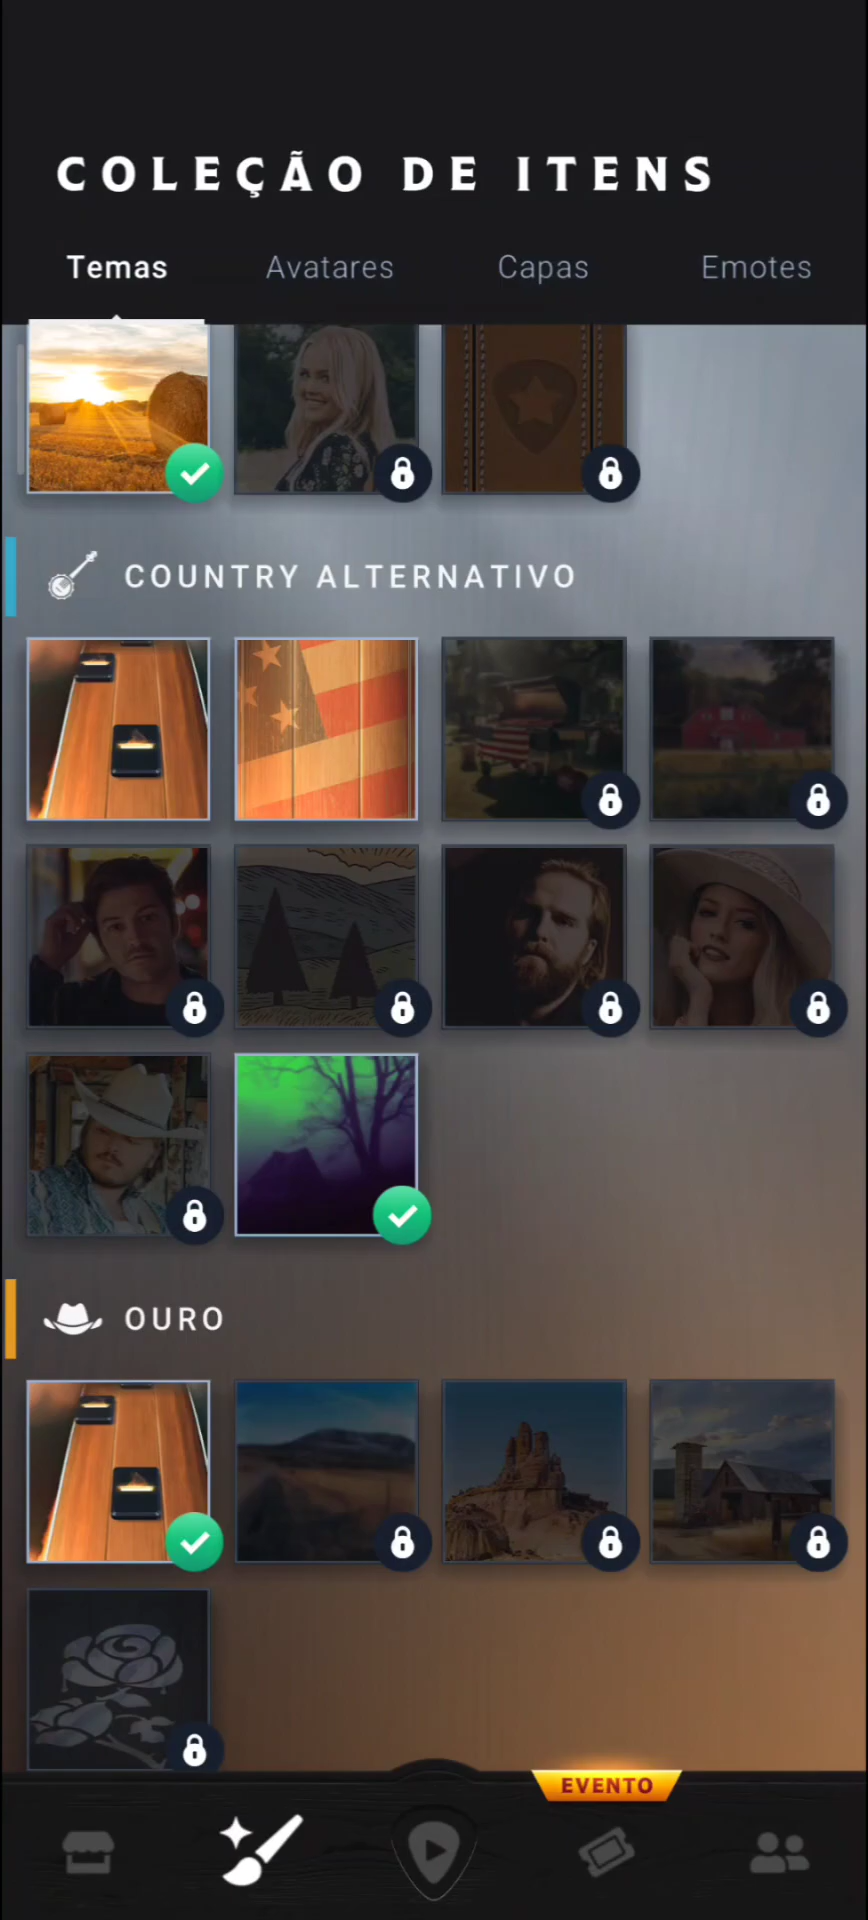 COLEÇÃO DE ITENS
Temas Avatares Capas Emotes
COUNTRY ALTERNATIVO
OURO
EVENTO